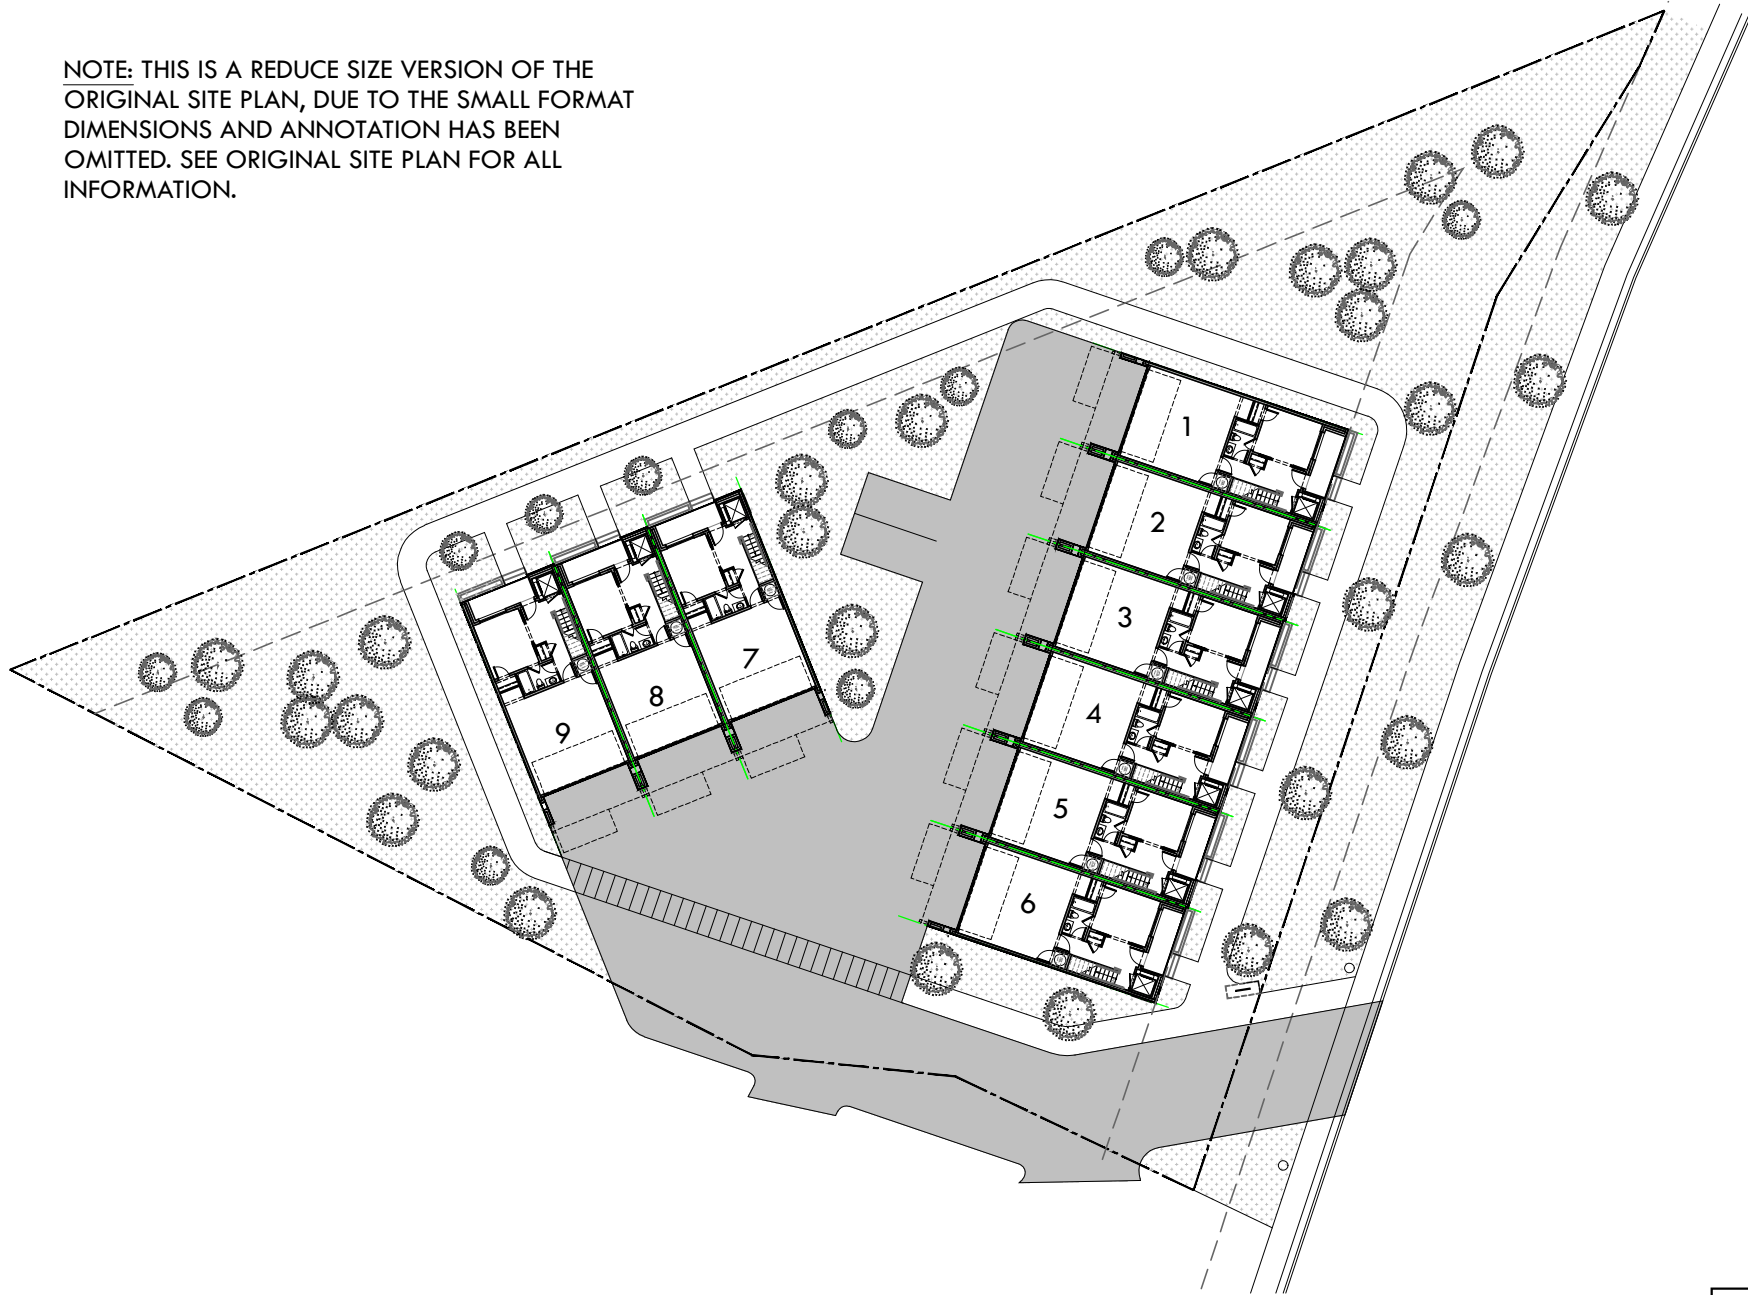 NOTE: THIS IS A REDUCE SIZE VERSION OF THE
ORIGINAL SITE PLAN, DUE TO THE SMALL FORMAT
DIMENSIONS AND ANNOTATION HAS BEEN
OMITTED. SEE ORIGINAL SITE PLAN FOR ALL
INFORMATION.
1
2
3
4
5
6
7
8
9